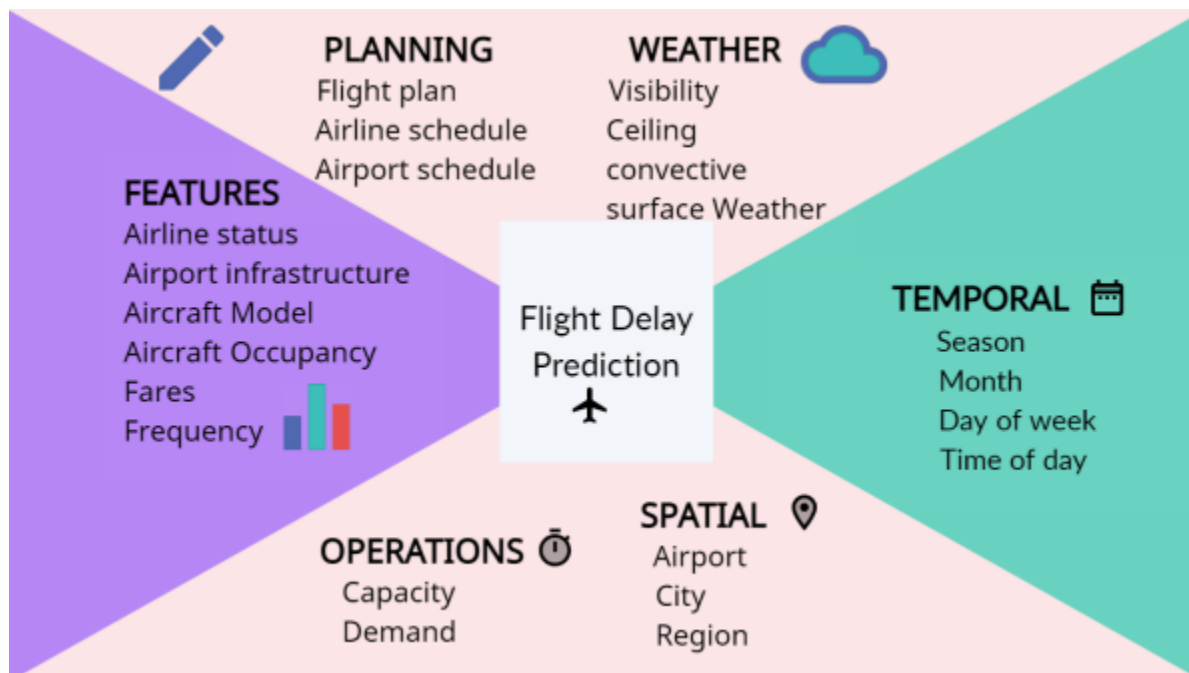 PLANNING
Flight plan
Airline schedule
Airport schedule
WEATHER
Visibility
Ceiling
convective
surface Weather
FEATURES
Airline status
Airport infrastructure
Aircraft Model
Aircraft Occupancy
Fares
Frequency
Flight Delay
Prediction
TEMPORAL
Season
Month
Day of week
Time of day
OPERATIONS
Capacity
Demand
SPATIAL
Airport
City
Region